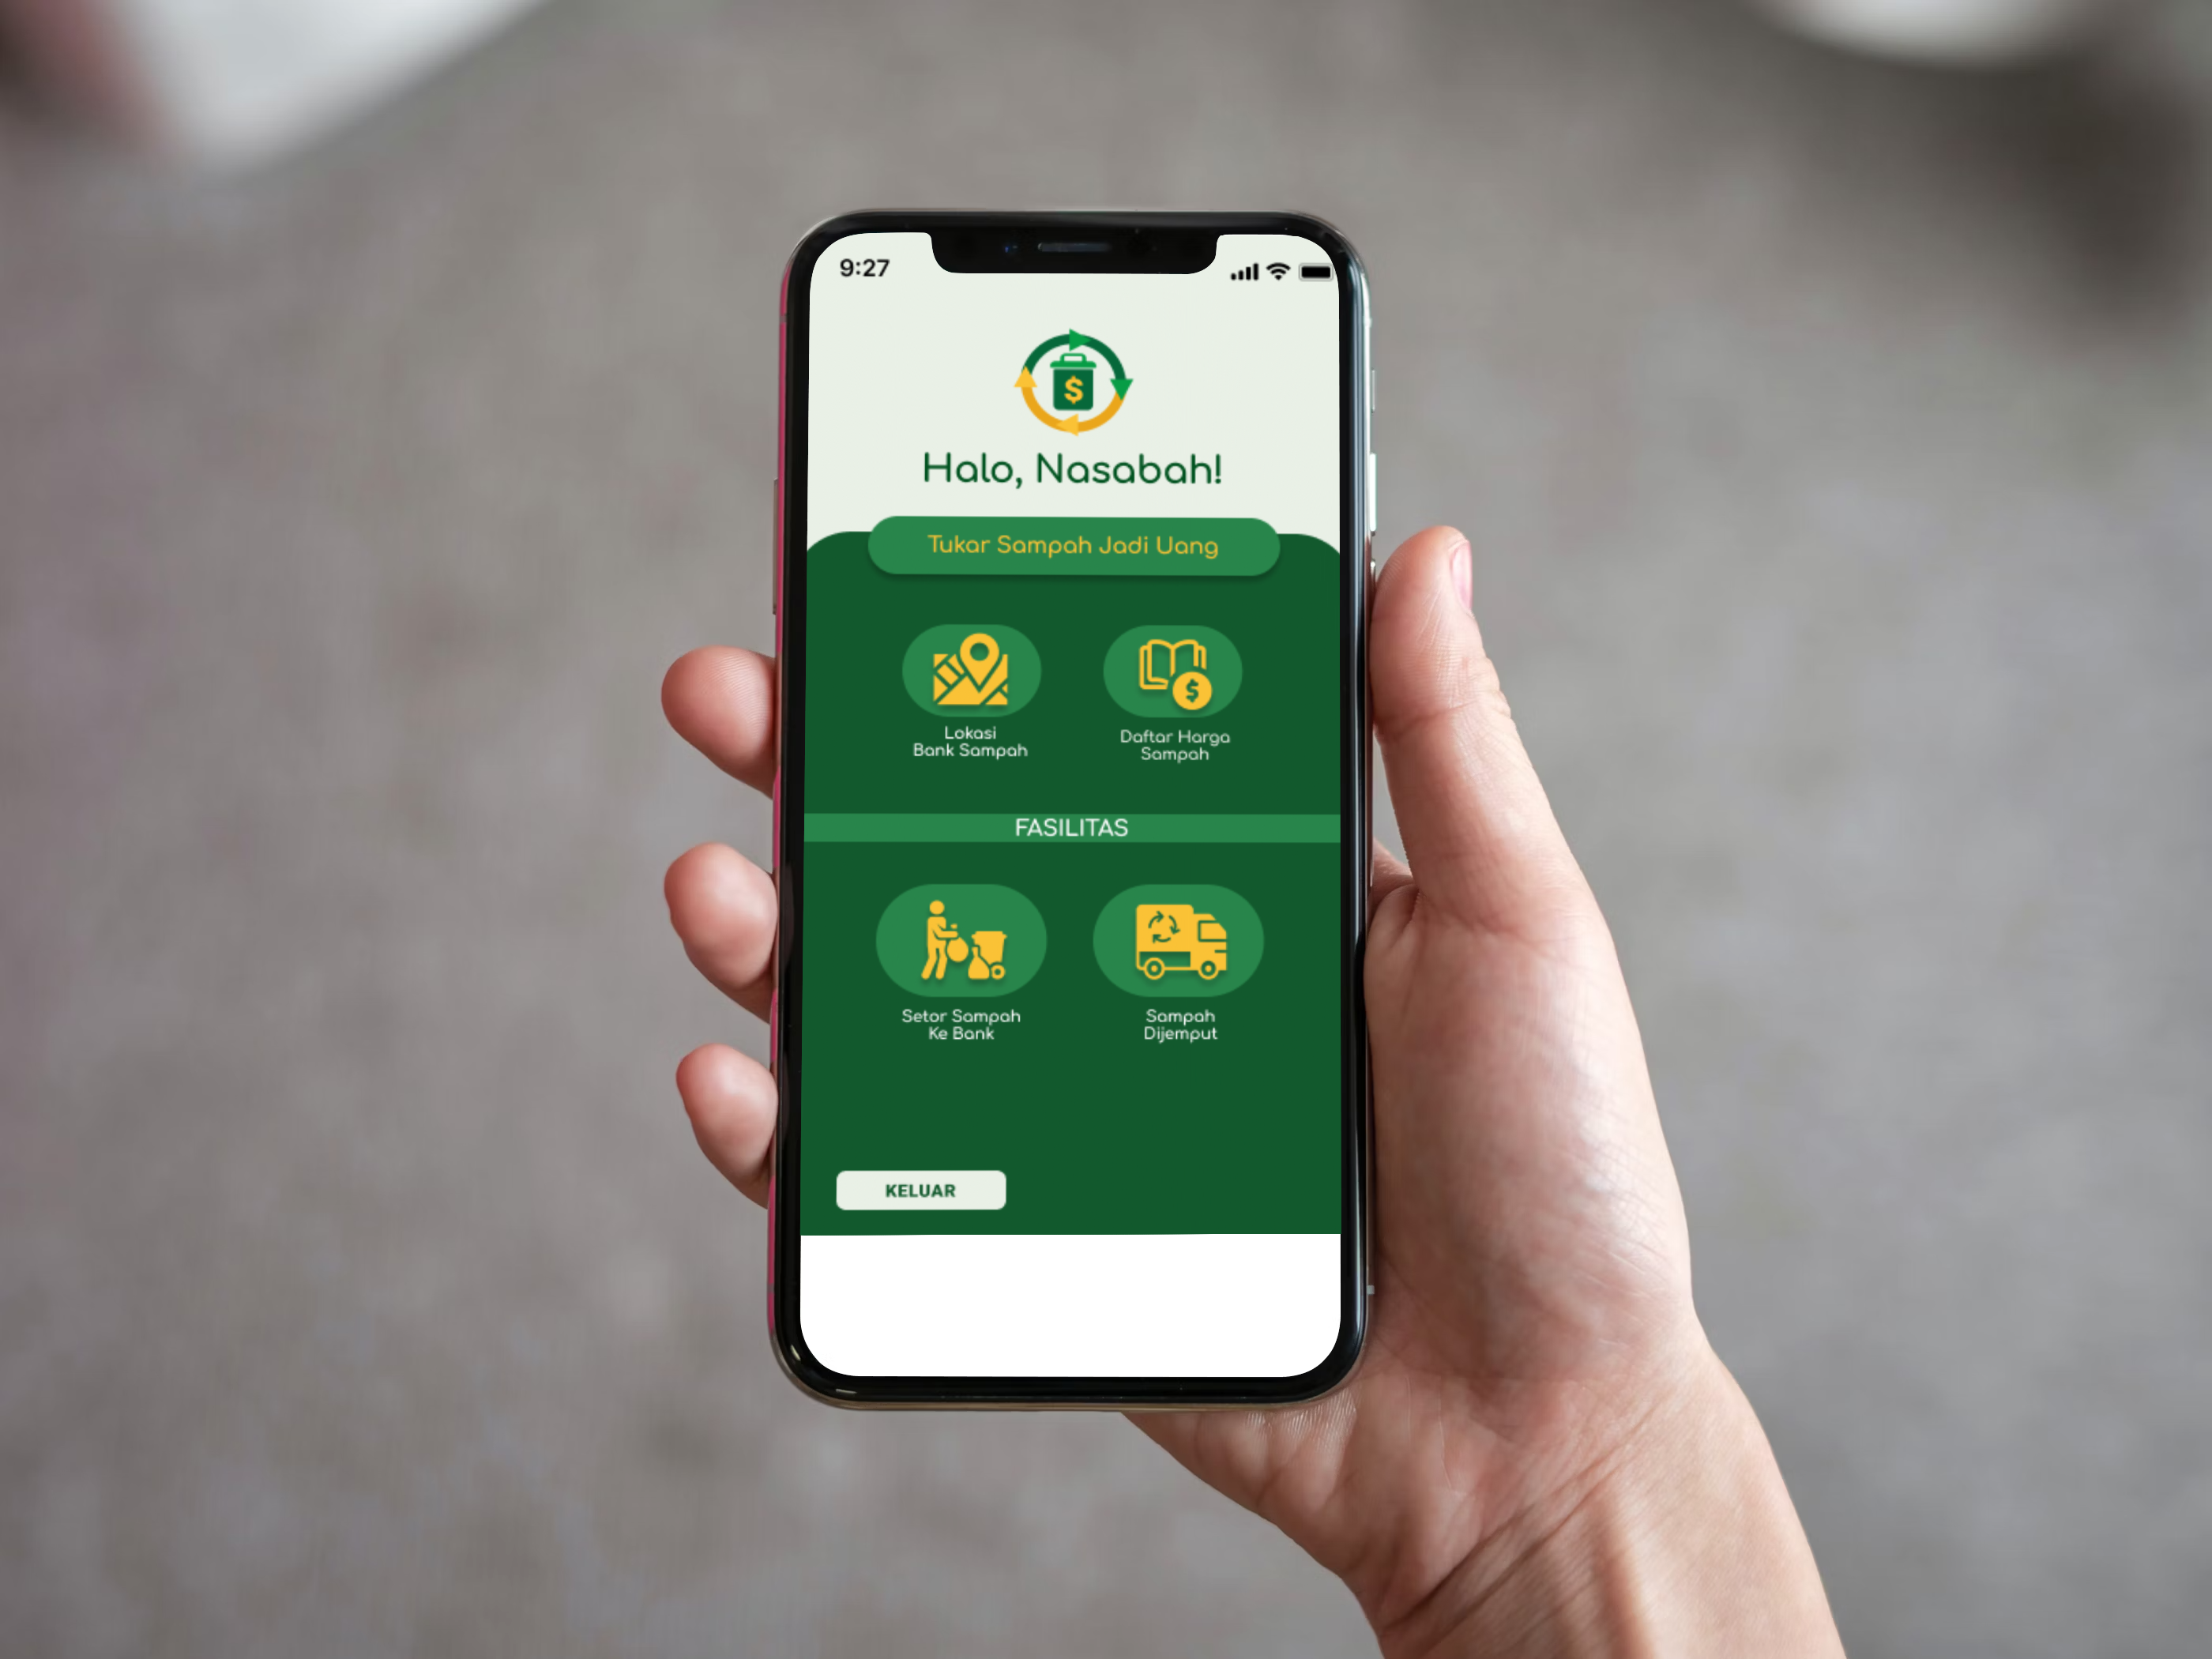 9:27
$
Halo, Nasabah!
Tukar Sampah Jadi Uang
$
Lokasi
Bank Sampah
Daftar Harga
Sampah
FASILITAS
Setor Sampah
Ke Bank
Sampah
Dijemput
KELUAR